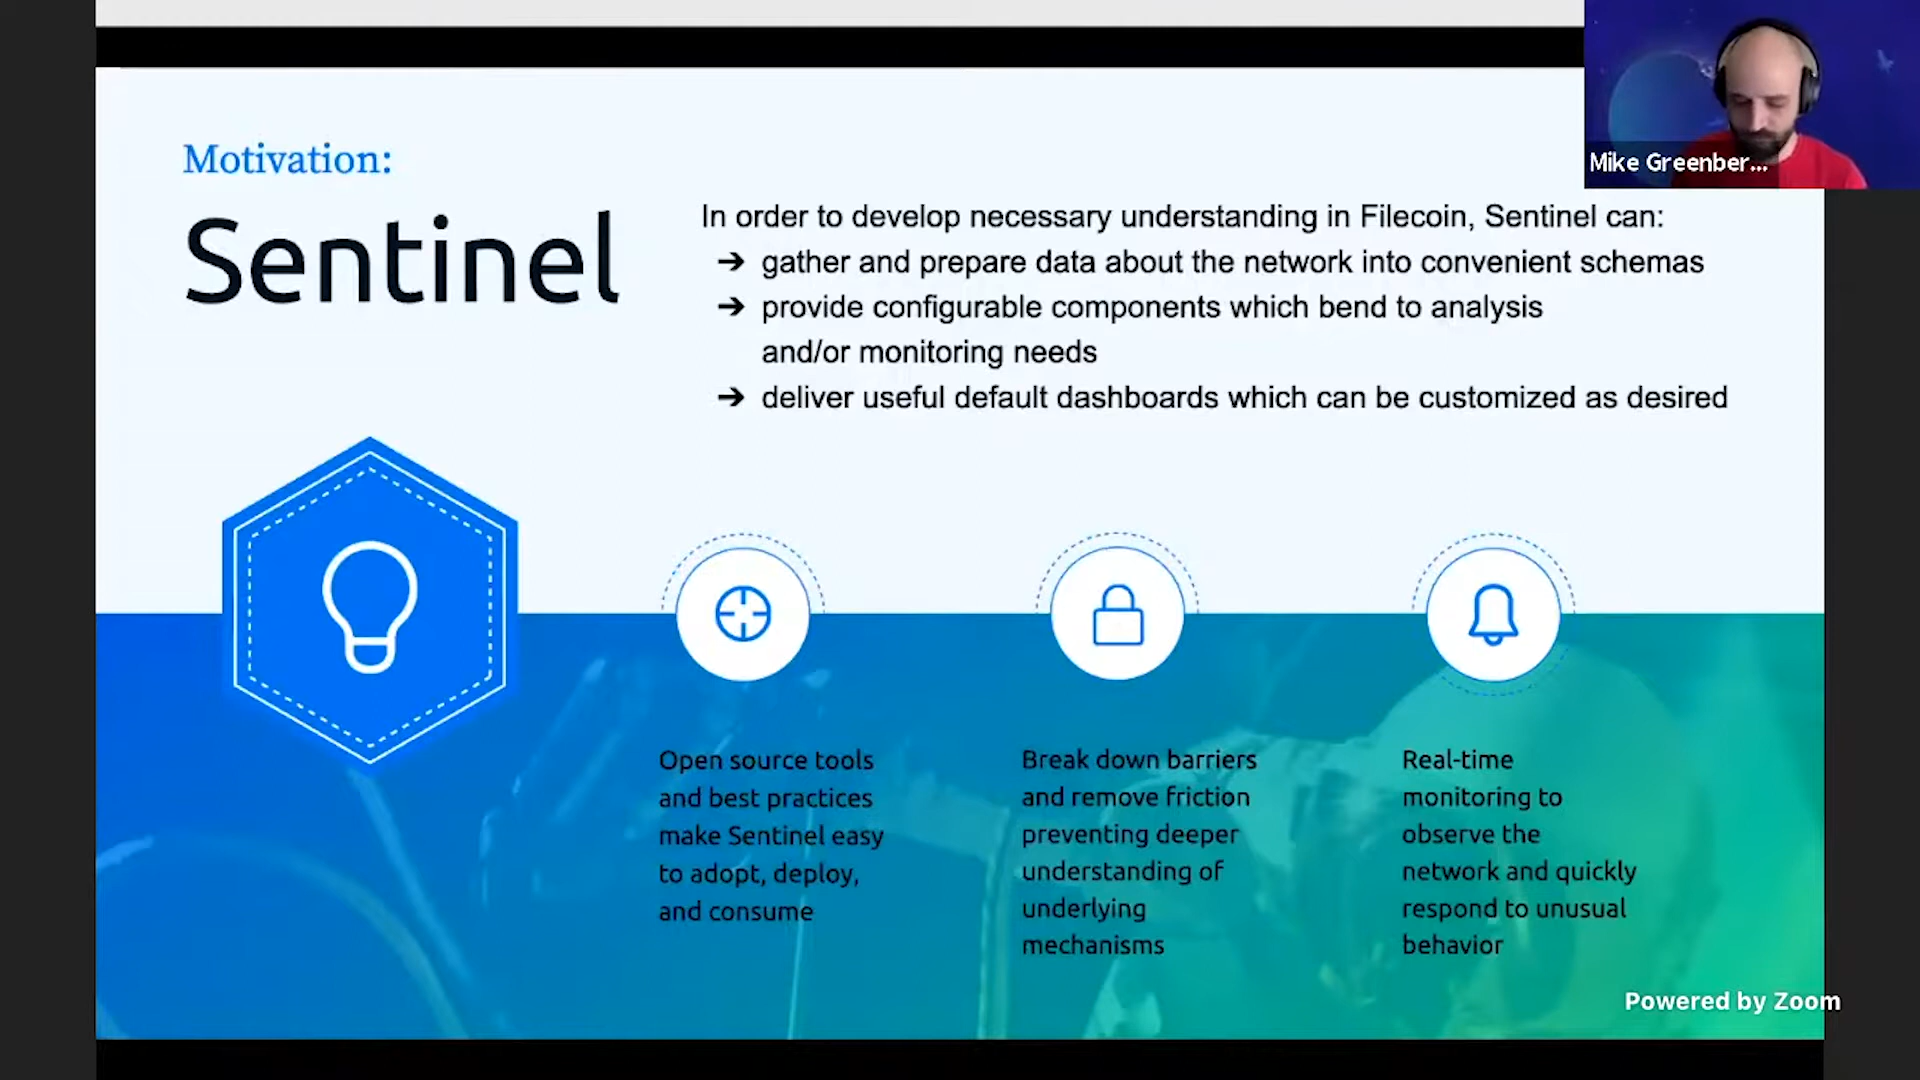 Motivation:
Sentinel
In order to develop necessary understanding in Filecoin, Sentinel can:
➔ gather and prepare data about the network into convenient schemas
➔ provide configurable components which bend to analysis
and/or monitoring needs
➔ deliver useful default dashboards which can be customized as desired
Mike Greenber...
Open source tools
and best practices
make Sentinel easy
to adopt, deploy,
and consume
Break down barriers
and remove friction
preventing deeper
understanding of
underlying
mechanisms
Real-time
monitoring to
observe the
network and quickly
respond to unusual
behavior
Powered by Zoom